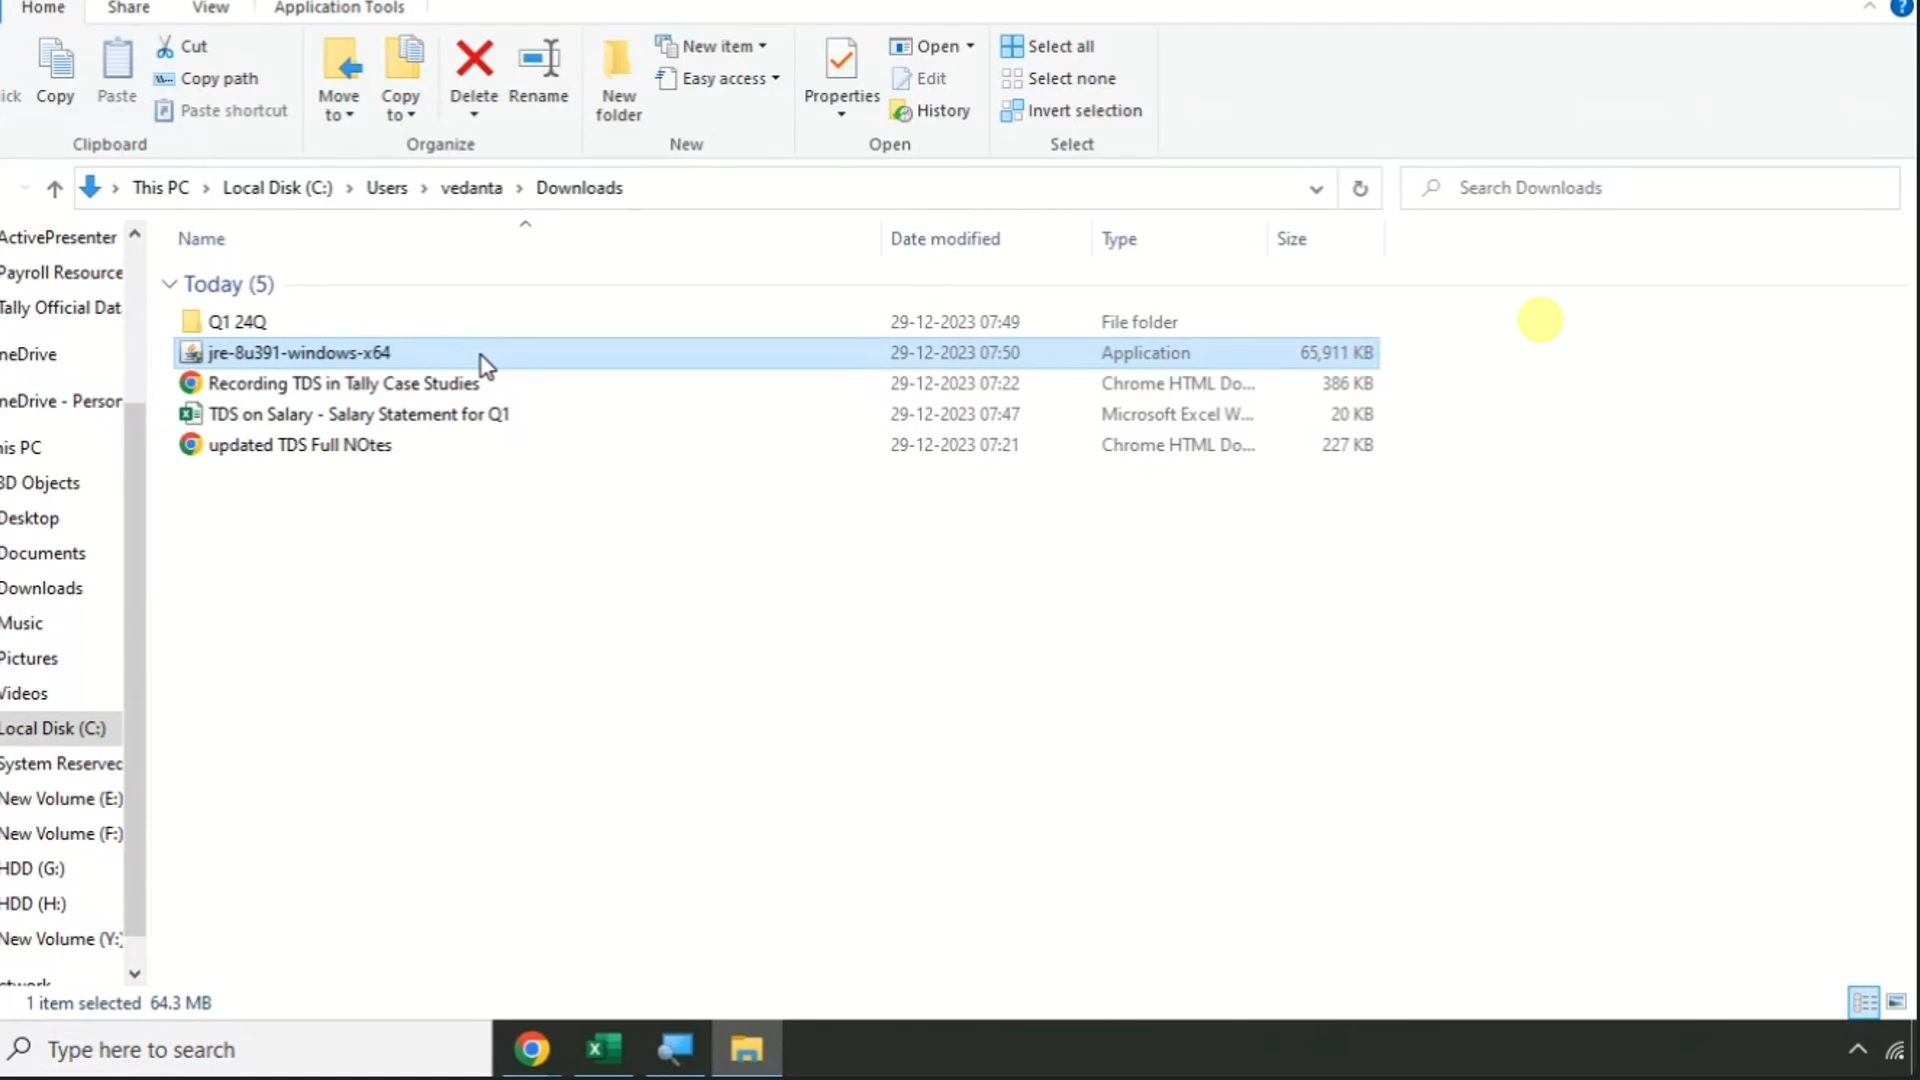 Home Share View Application Tools
ick Copy Paste Cut Copy path Paste shortcut
Clipboard
Move to Copy to Delete Rename
Organize
New folder New item Easy access
New
Properties Open Edit History
Open
Select all
Select none
Invert selection
Select
This PC > Local Disk (C:) > Users > vedanta > Downloads
Search Downloads
Name Date modified Type Size
Today (5)
Q1 24Q 29-12-2023 07:49 File folder
jre-8u391-windows-x64 29-12-2023 07:50 Application 65,911 KB
Recording TDS in Tally Case Studies 29-12-2023 07:22 Chrome HTML Do... 386 KB
TDS on Salary - Salary Statement for Q1 29-12-2023 07:47 Microsoft Excel W... 20 KB
updated TDS Full NOtes 29-12-2023 07:21 Chrome HTML Do... 227 KB
ActivePresenter
Payroll Resource
Tally Official Dat
neDrive
neDrive - Person
his PC
3D Objects
Desktop
Documents
Downloads
Music
Pictures
Videos
Local Disk (C:)
System Reserved
New Volume (E:)
New Volume (F:)
HDD (G:)
HDD (H:)
New Volume (Y:)
1 item selected 64.3 MB
Type here to search